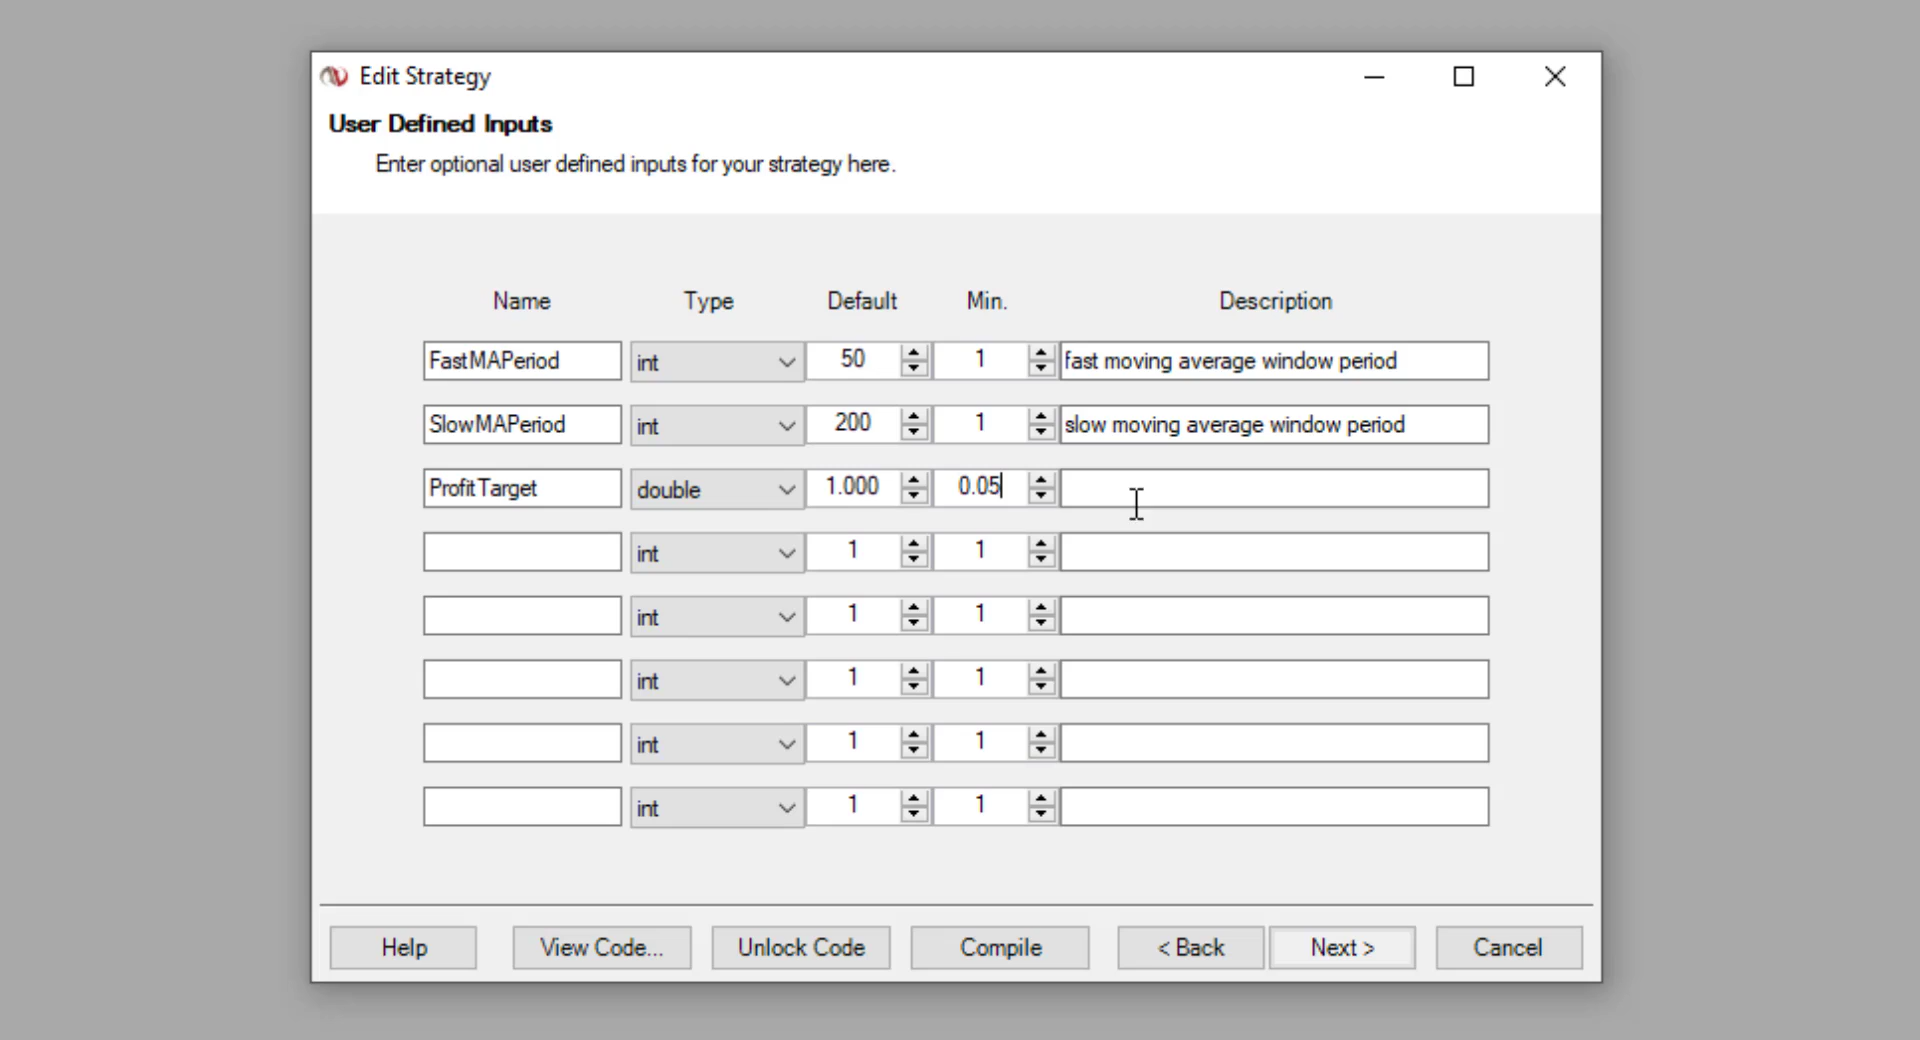 Edit Strategy
User Defined Inputs
Enter optional user defined inputs for your strategy here.
Name Type Default Min. Description
FastMAPeriod int 50 1 fast moving average window period
SlowMAPeriod int 200 1 slow moving average window period
ProfitTarget double 1.000 0.05
int 1 1
int 1 1
int 1 1
int 1 1
int 1 1
Help View Code... Unlock Code Compile < Back Next > Cancel